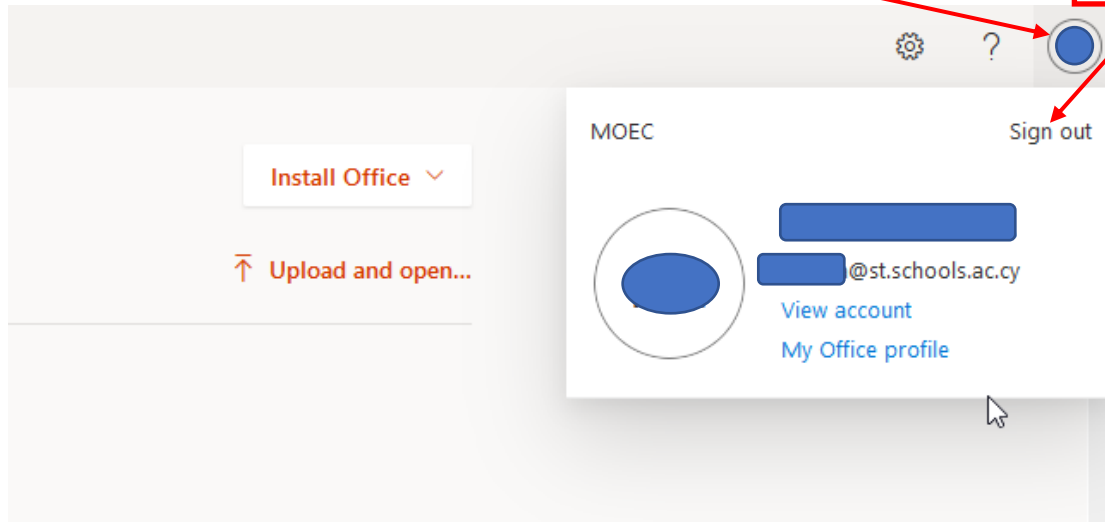 ?
MOEC
Sign out
Install Office
Upload and open...
@st.schools.ac.cy
View account
My Office profile